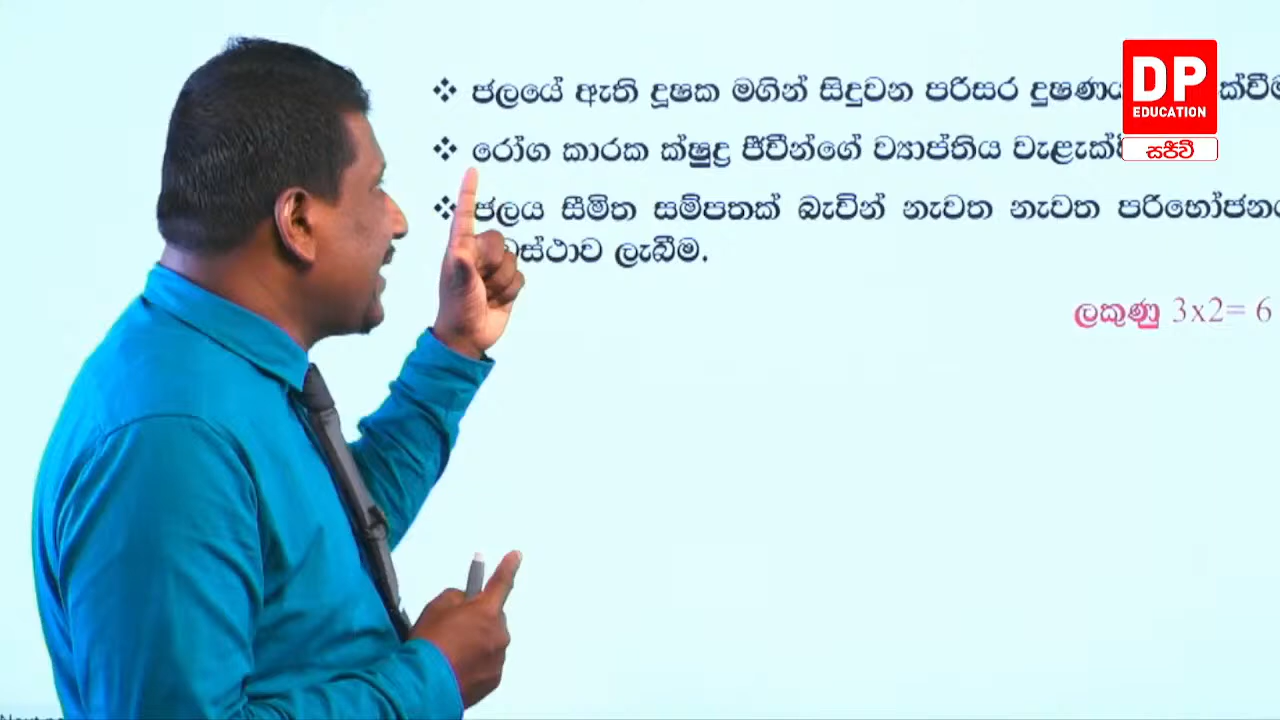 ❖ ජලයේ ඇති දූෂක මගින් සිදුවන පරිසර දූෂණය
❖ රෝග කාරක ක්ෂුද්‍ර ජීවීන්ගේ ව්‍යාප්තිය
❖ ජලය සීමිත සම්පතක් බැවින් නැවත නැවත
ලැබීම.
ලකුණු 3x2= 6
DP
EDUCATION
සජීවී